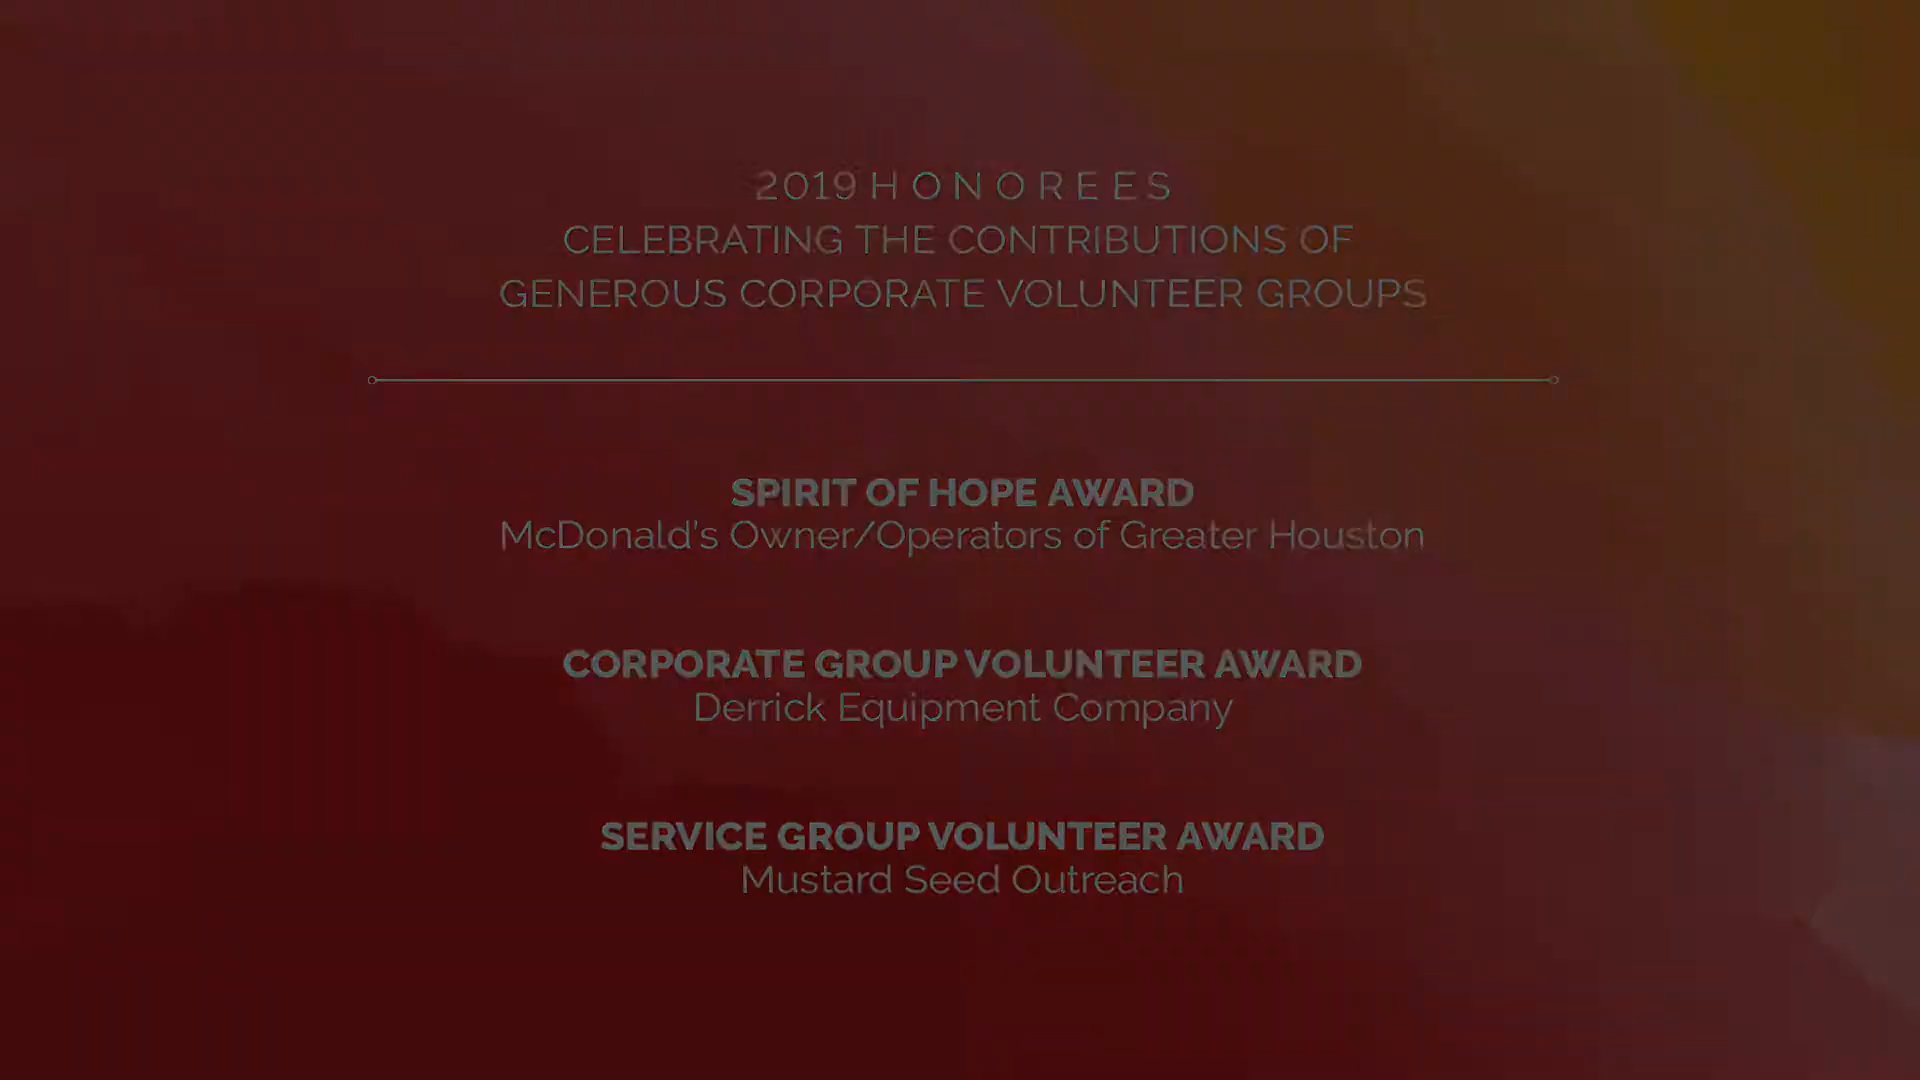 2019 HONOREES
CELEBRATING THE CONTRIBUTIONS OF
GENEROUS CORPORATE VOLUNTEER GROUPS
SPIRIT OF HOPE AWARD
McDonald's Owner/Operators of Greater Houston
CORPORATE GROUP VOLUNTEER AWARD
Derrick Equipment Company
SERVICE GROUP VOLUNTEER AWARD
Mustard Seed Outreach